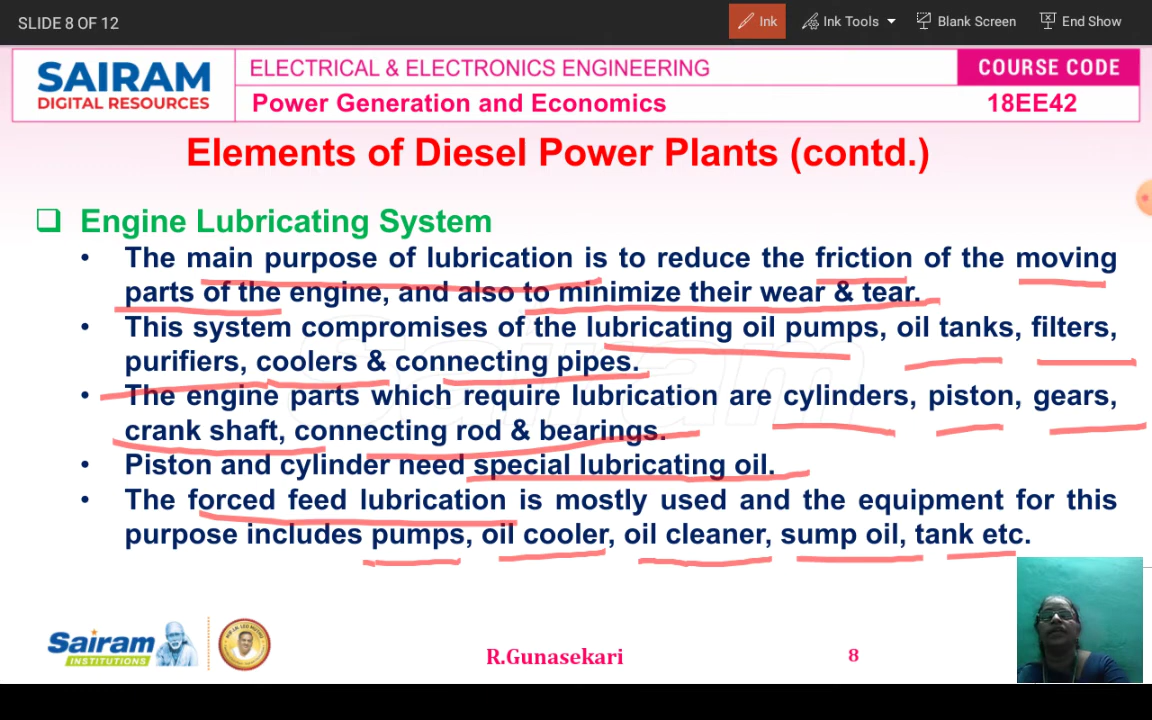 SLIDE 8 OF 12
Ink
Ink Tools
Blank Screen
End Show
SAIRAM
DIGITAL RESOURCES
ELECTRICAL & ELECTRONICS ENGINEERING
COURSE CODE
Power Generation and Economics
18EE42
Elements of Diesel Power Plants (contd.)
❑ Engine Lubricating System
• The main purpose of lubrication is to reduce the friction of the moving
parts of the engine, and also to minimize their wear & tear.
• This system compromises of the lubricating oil pumps, oil tanks, filters,
purifiers, coolers & connecting pipes.
• The engine parts which require lubrication are cylinders, piston, gears,
crank shaft, connecting rod & bearings.
• Piston and cylinder need special lubricating oil.
• The forced feed lubrication is mostly used and the equipment for this
purpose includes pumps, oil cooler, oil cleaner, sump oil, tank etc.
Sairam
Sairam
INSTITUTIONS
R.Gunasekari
8